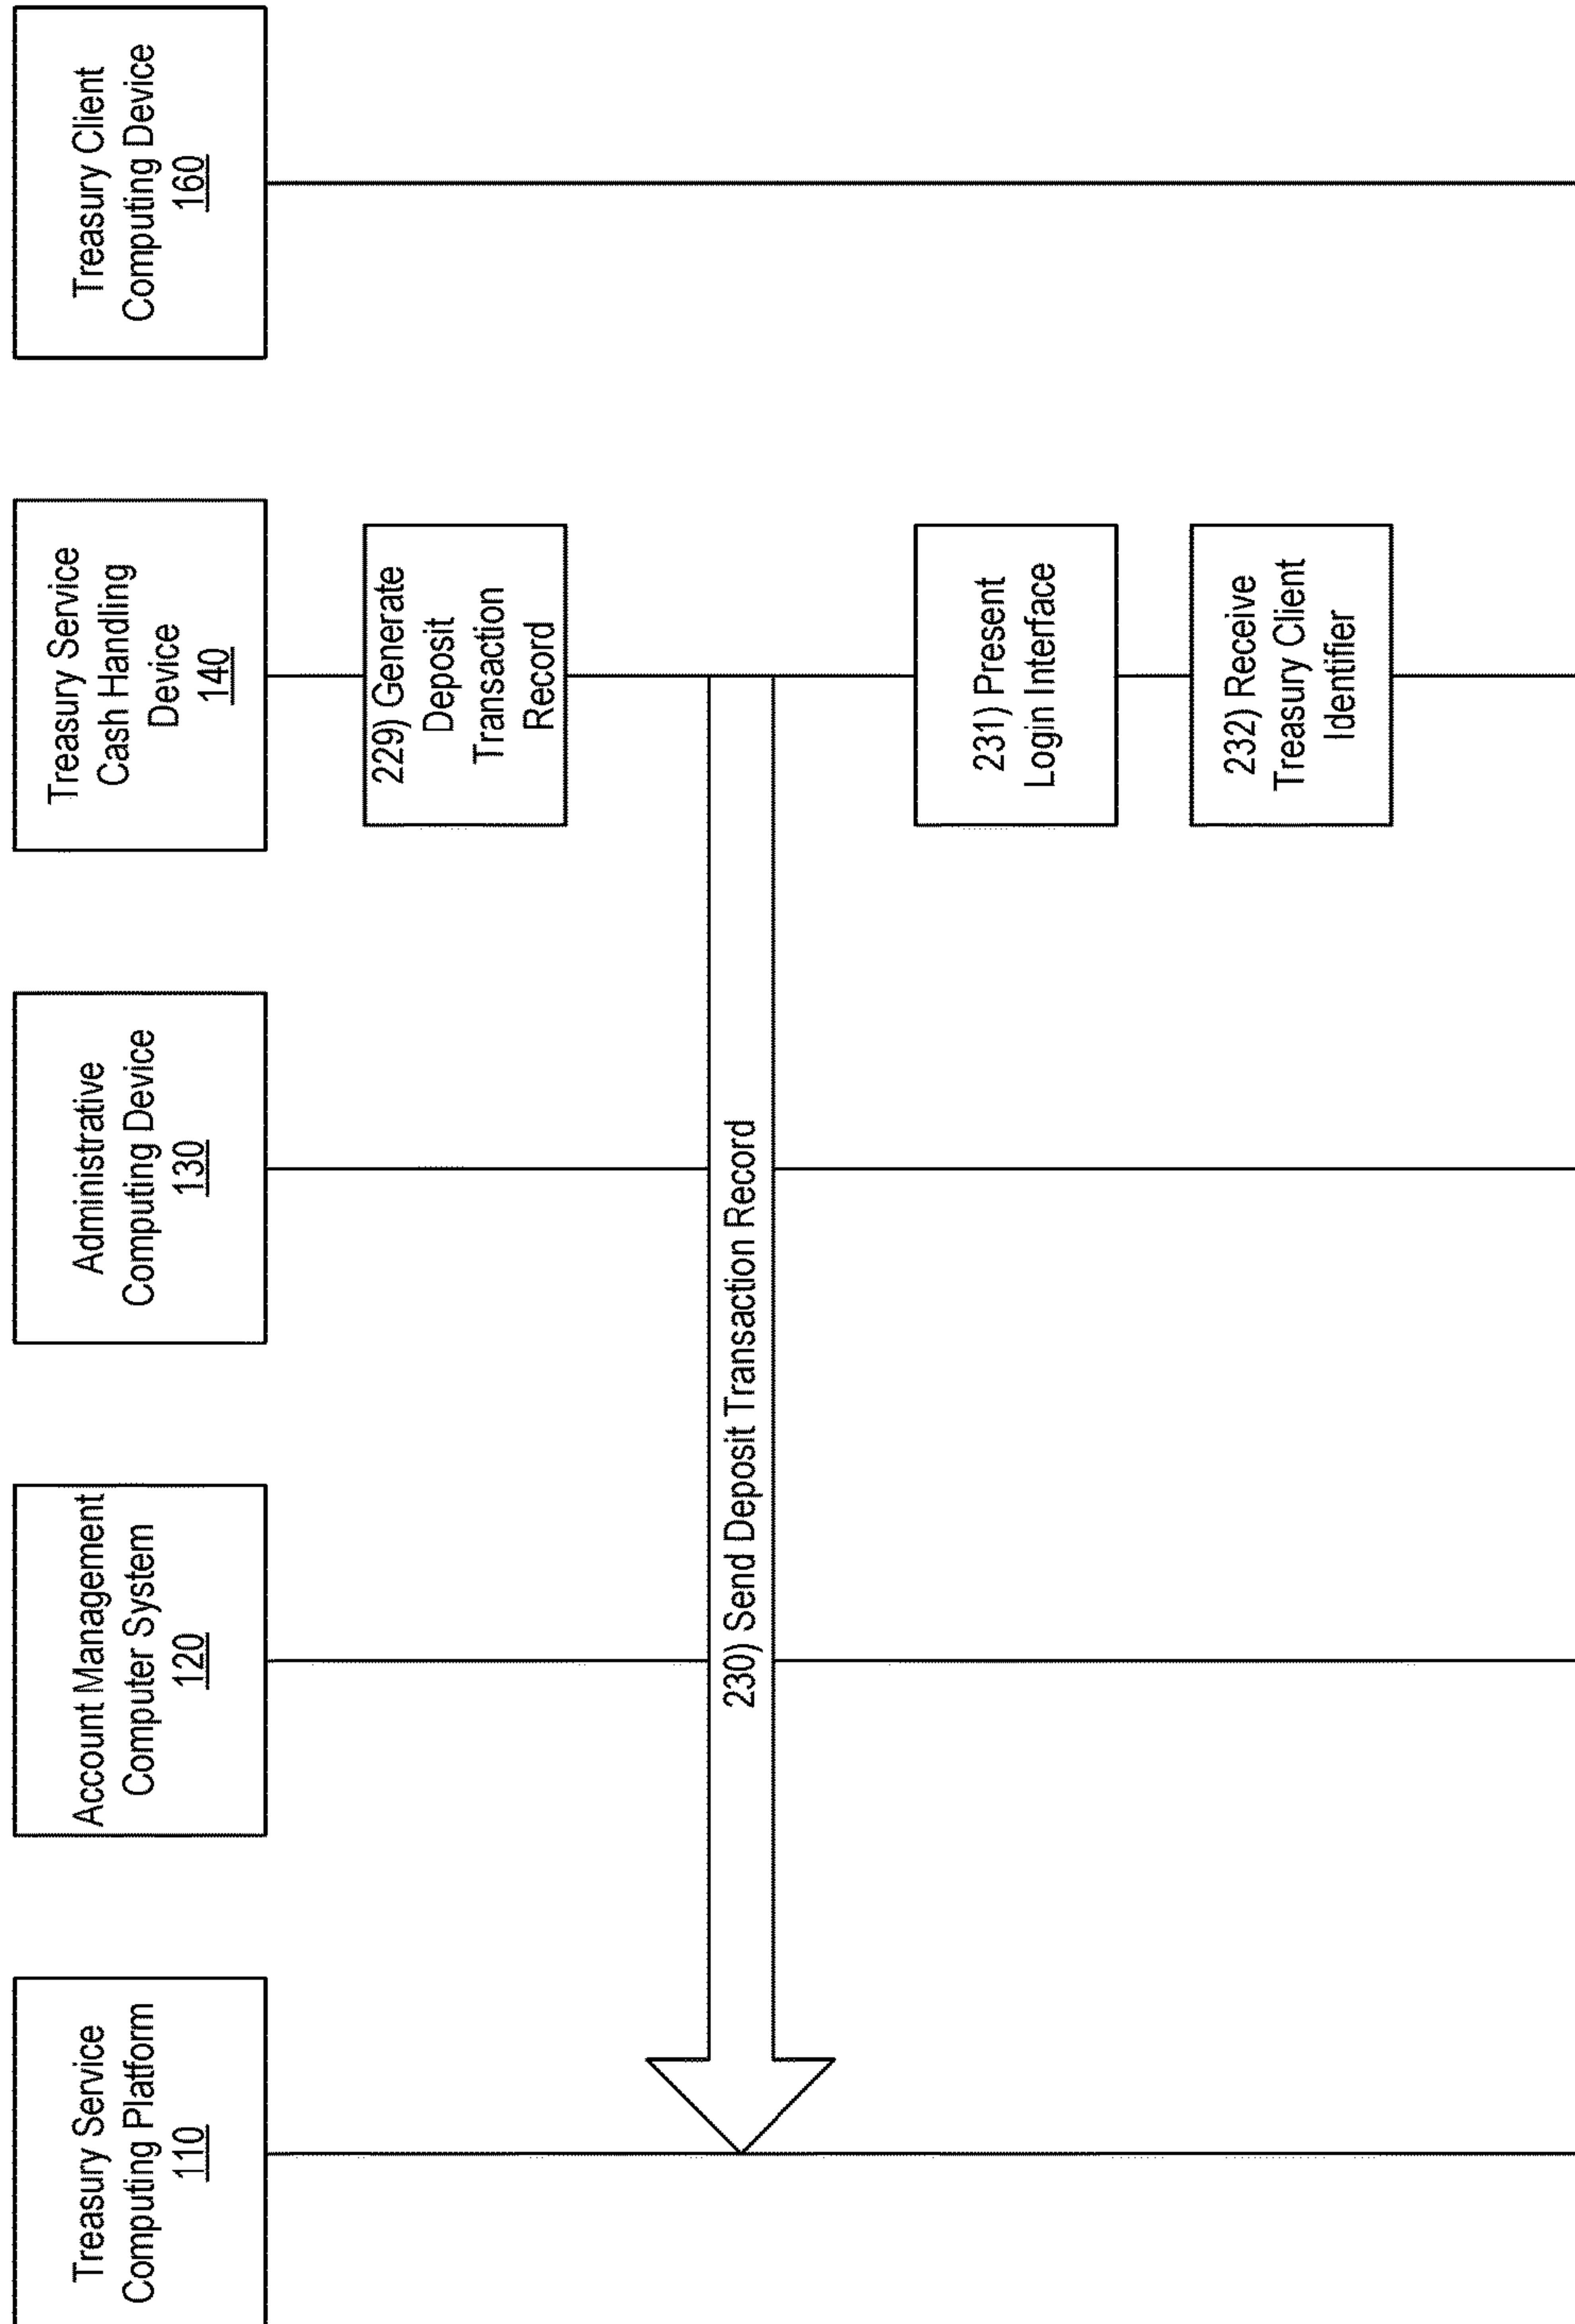 Treasury Service
Computing Platform
110
Account Management
Computer System
120
Administrative
Computing Device
130
Treasury Service
Cash Handling
Device
140
Treasury Client
Computing Device
160
229) Generate
Deposit
Transaction
Record
230) Send Deposit Transaction Record
231) Present
Login Interface
232) Receive
Treasury Client
Identifier